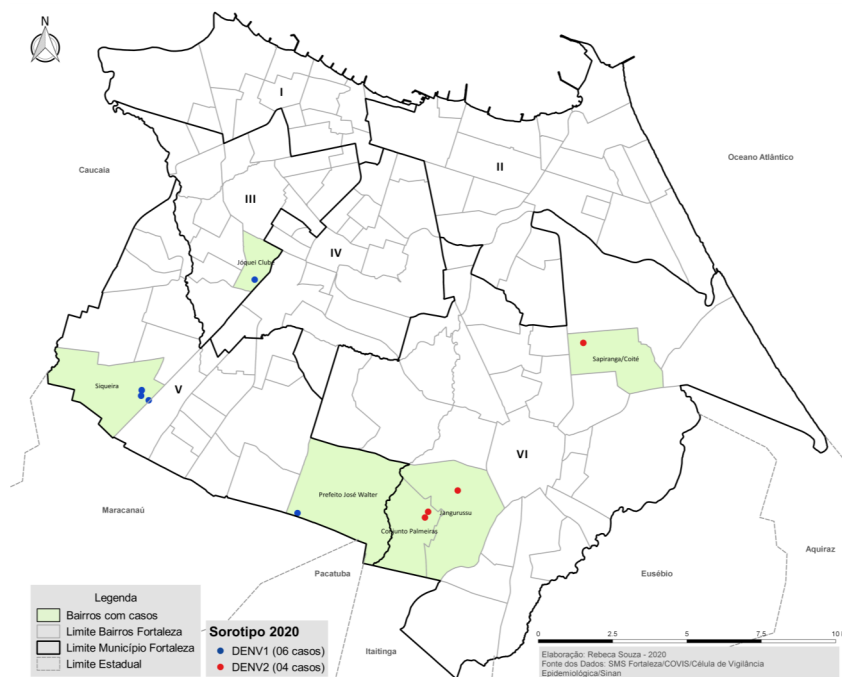 N
I
II
Caucaia
Oceano Atlântico
III
IV
Jóquei Clube
Sapiranga/Coité
Siqueira
V
VI
Prefeito José Walter
Jangurussu
Maracanaú
Conjunto Palmeiras
Aquiraz
Pacatuba
Eusébio
Itaitinga
Legenda
Bairros com casos
Limite Bairros Fortaleza
Limite Município Fortaleza
Limite Estadual
Sorotipo 2020
DENV1 (06 casos)
DENV2 (04 casos)
0 2,5 5 7,5 10
Elaboração: Rebeca Souza - 2020
Fonte dos Dados: SMS Fortaleza/COVIS/Célula de Vigilância
Epidemiológica/Sinan